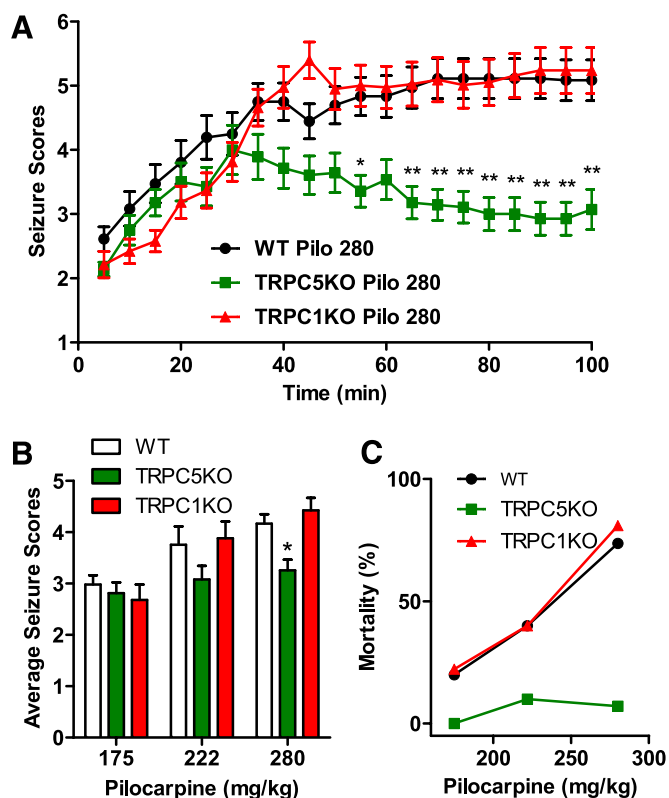 A
Seizure Scores
6
5
4
3
2
1
* ** ** ** ** ** ** ** **
WT Pilo 280
TRPC5KO Pilo 280
TRPC1KO Pilo 280
0 20 40 60 80 100
Time (min)
B
WT
TRPC5KO
TRPC1KO
Average Seizure Scores
5
4
3
2
1
0
*
175 222 280
Pilocarpine (mg/kg)
C
WT
TRPC5KO
TRPC1KO
Mortality (%)
100
50
0
200 250 300
Pilocarpine (mg/kg)